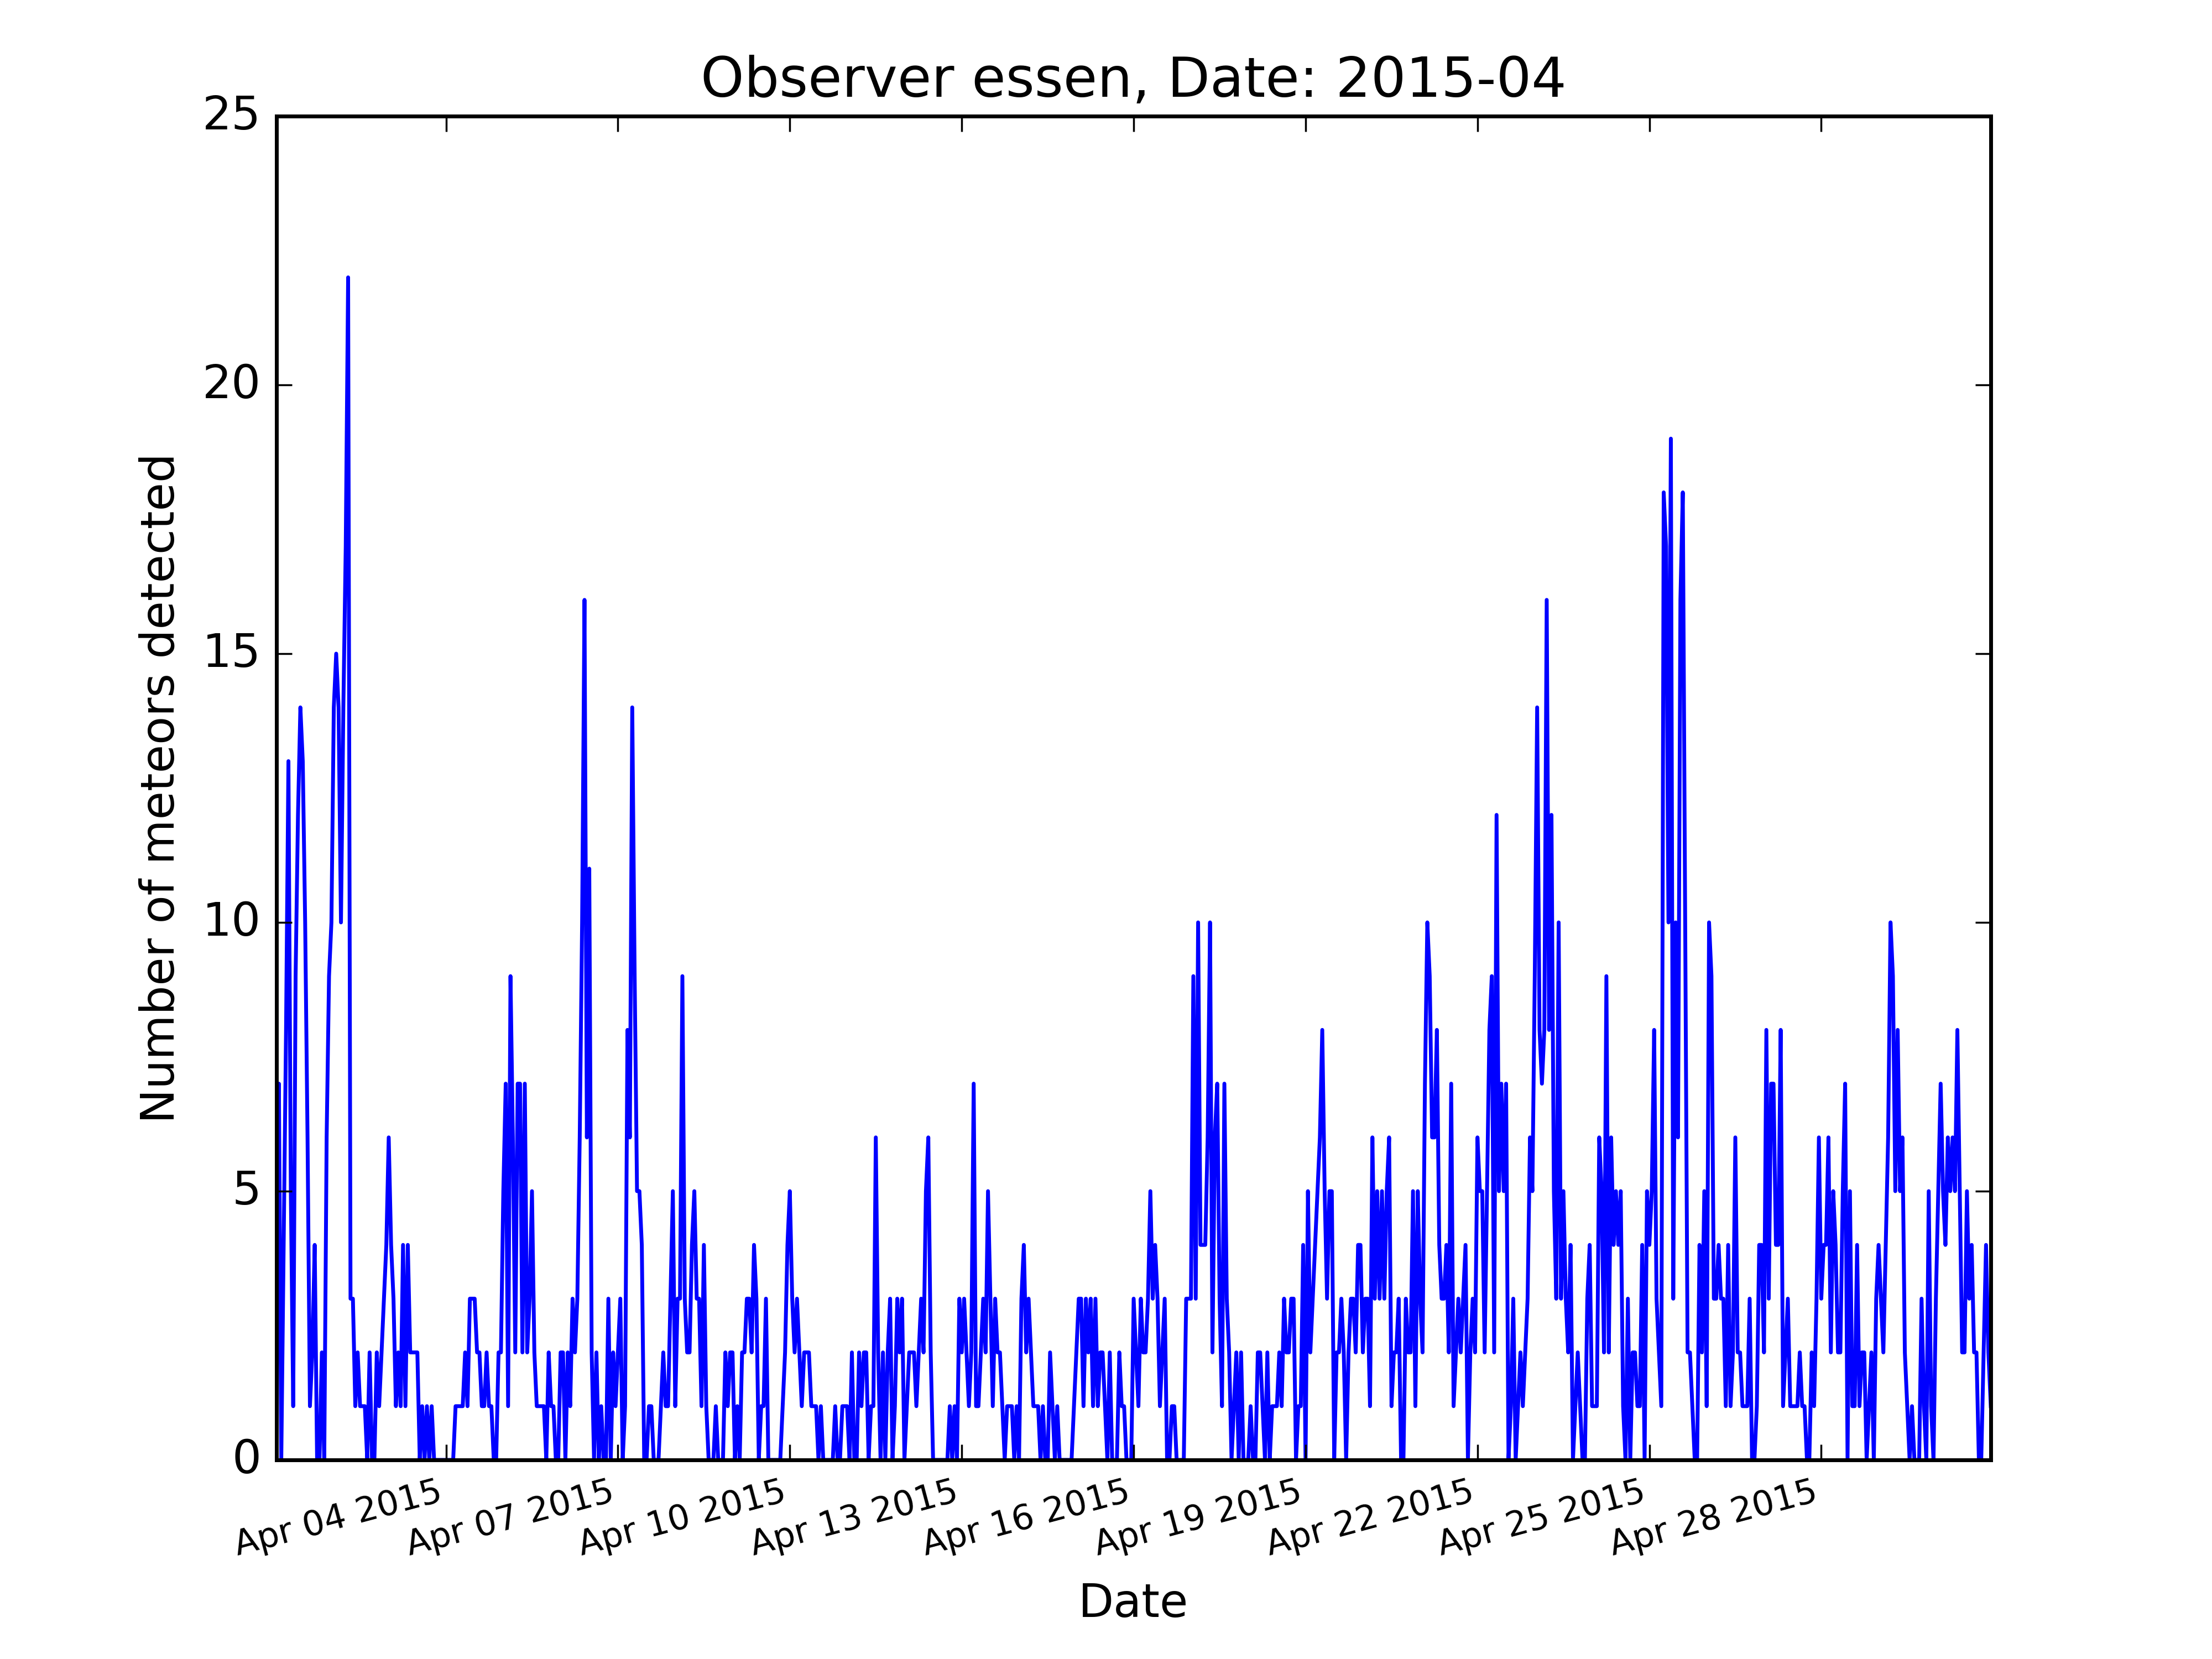 Observer essen, Date: 2015-04
25
20
15
10
5
0
Number of meteors detected
Apr 04 2015
Apr 07 2015
Apr 10 2015
Apr 13 2015
Apr 16 2015
Apr 19 2015
Apr 22 2015
Apr 25 2015
Apr 28 2015
Date